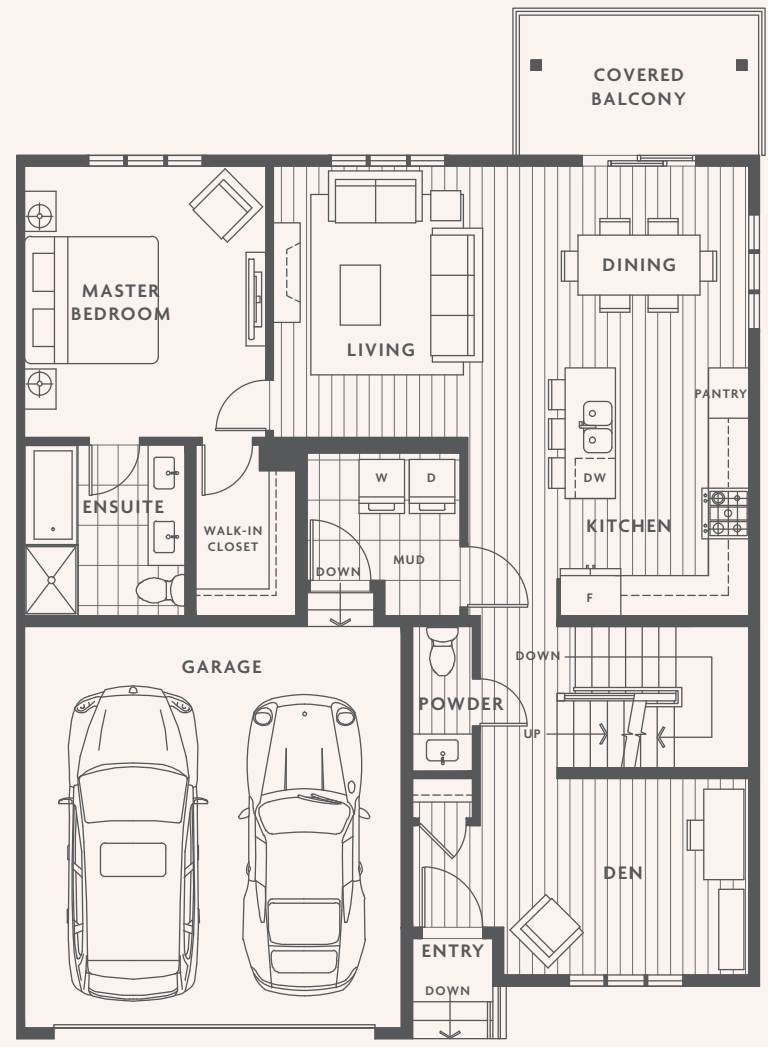 COVERED
BALCONY
DINING
MASTER
BEDROOM
LIVING
PANTRY
W
D
DW
ENSUITE
KITCHEN
WALK-IN
CLOSET
MUD
DOWN
F
DOWN
GARAGE
POWDER
UP
DEN
ENTRY
DOWN